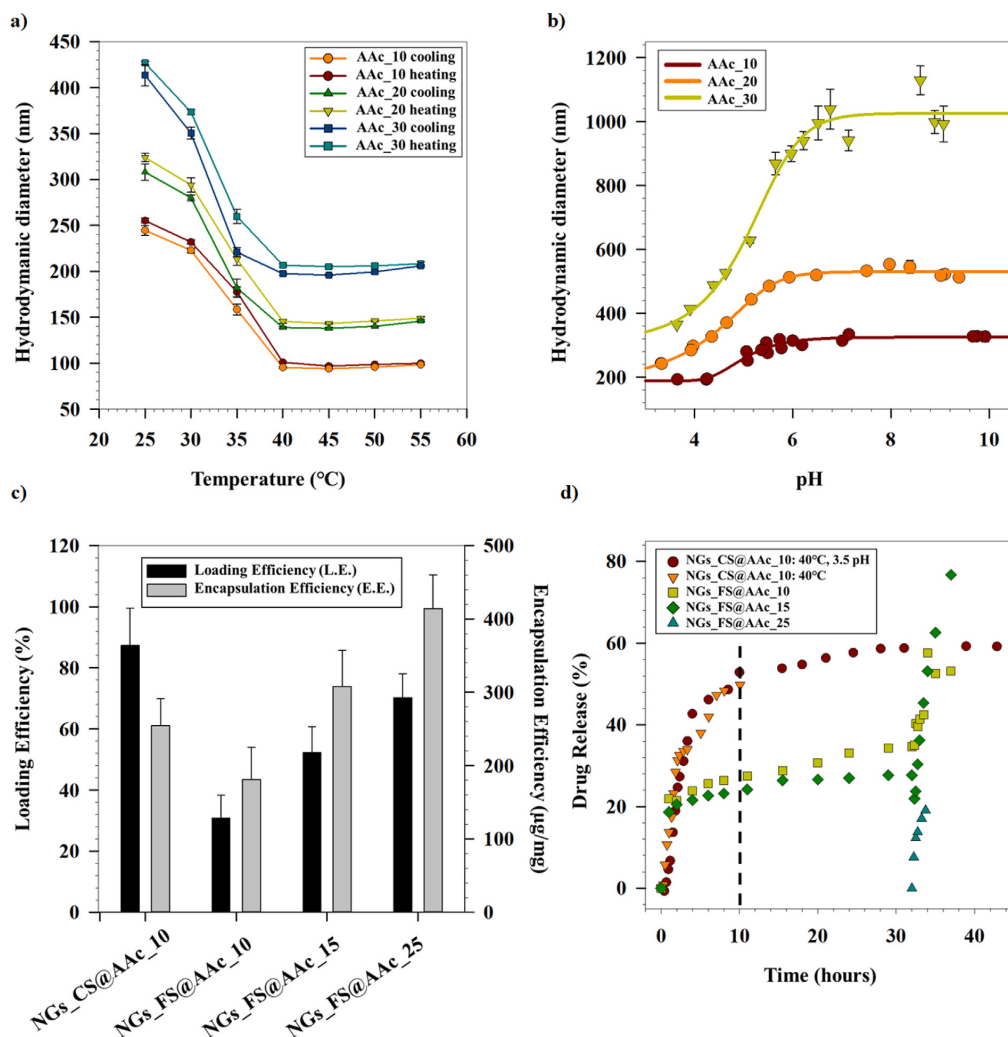 a)
450
400
350
300
250
200
150
100
50
Hydrodynamic diameter (nm)
AAc_10 cooling
AAc_10 heating
AAc_20 cooling
AAc_20 heating
AAc_30 cooling
AAc_30 heating
20 25 30 35 40 45 50 55 60
Temperature (°C)
b)
1200
1000
800
600
400
200
Hydrodynamic diameter (nm)
AAc_10
AAc_20
AAc_30
4 6 8 10
pH
c)
120
100
80
60
40
20
0
Loading Efficiency (%)
Loading Efficiency (L.E.)
Encapsulation Efficiency (E.E.)
500
400
300
200
100
0
Encapsulation Efficiency (µg/mg)
NGs_CS@AAc_10
NGs_FS@AAc_10
NGs_FS@AAc_15
NGs_FS@AAc_25
d)
80
60
40
20
0
Drug Release (%)
NGs_CS@AAc_10: 40°C, 3.5 pH
NGs_CS@AAc_10: 40°C
NGs_FS@AAc_10
NGs_FS@AAc_15
NGs_FS@AAc_25
0 10 20 30 40
Time (hours)